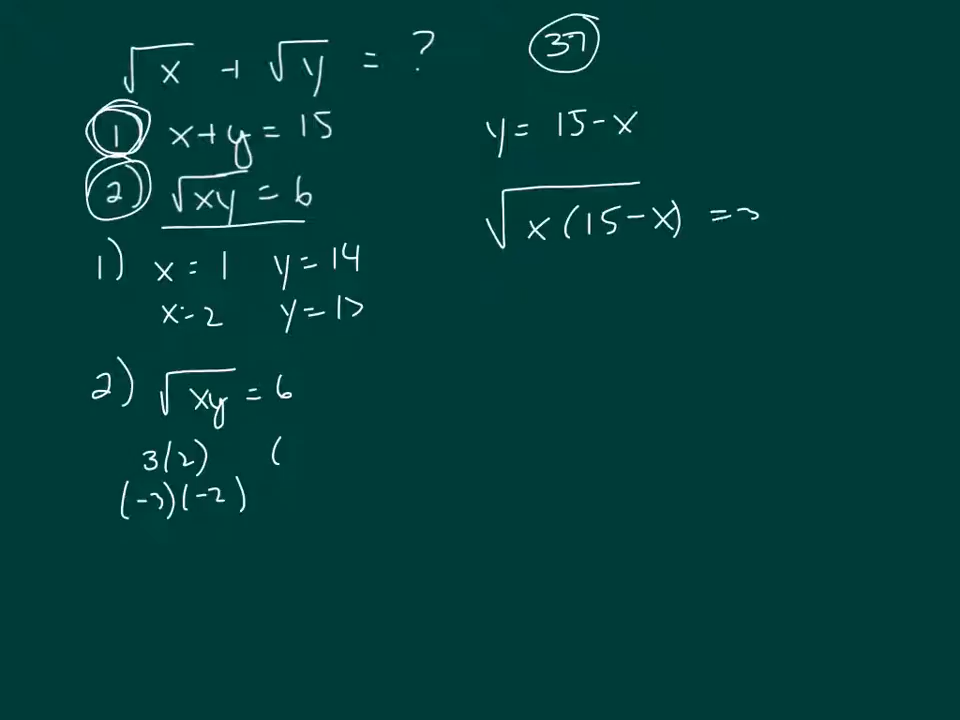 √x + √y = ?
37
1) x+y = 15
2) √xy = 6
1) x = 1 y = 14
x = 2 y = 13
2) √xy = 6
3(2) (
(-3)(-2)
y = 15-x
√x(15-x) =